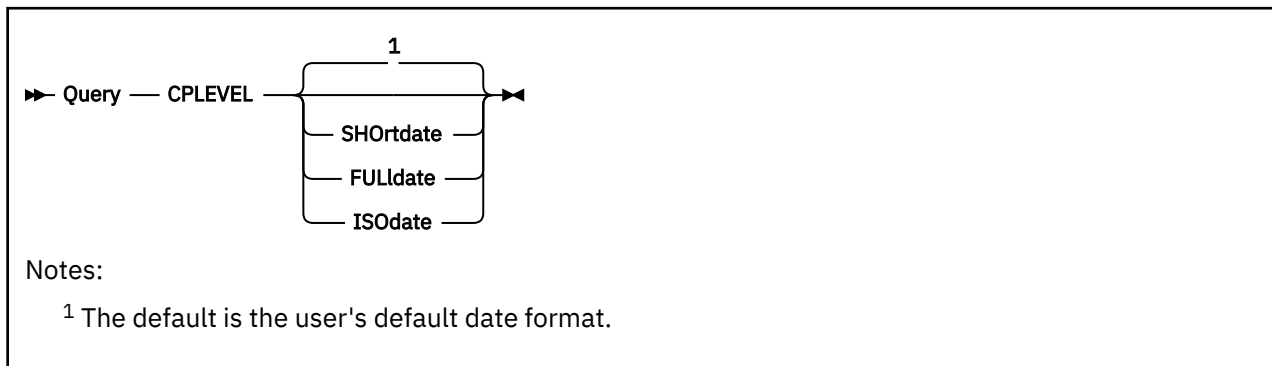 1
Query CPLEVEL
SHOrtdate
FULldate
ISOdate
Notes:
1 The default is the user's default date format.